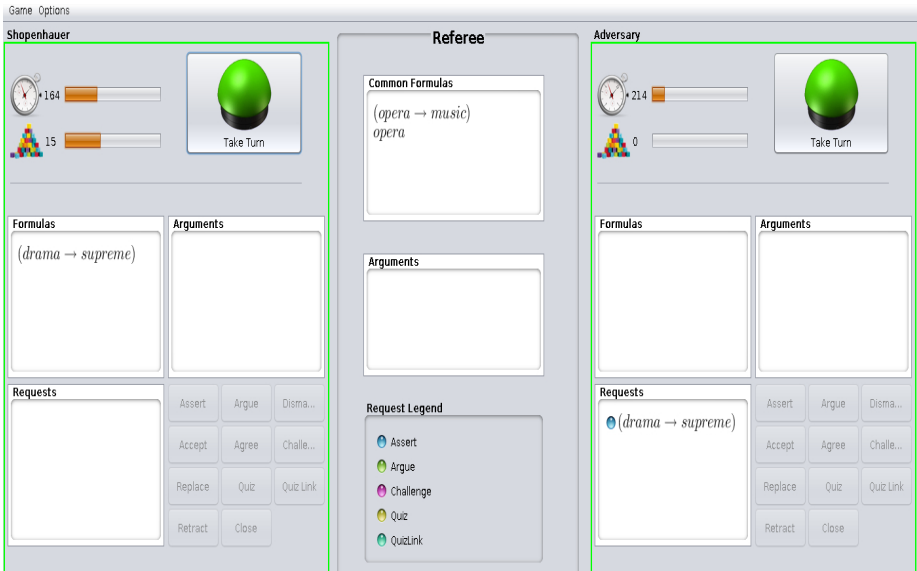 Game Options
Shopenhauer
164
Take Turn
15
Formulas
(drama → supreme)
Arguments
Requests
Assert Argue Disma...
Accept Agree Challe...
Replace Quiz Quiz Link
Retract Close
Referee
Common Formulas
(opera → music)
opera
Arguments
Request Legend
Assert
Argue
Challenge
Quiz
QuizLink
Adversary
214
Take Turn
0
Formulas
Arguments
Requests
(drama → supreme)
Assert Argue Disma...
Accept Agree Challe...
Replace Quiz Quiz Link
Retract Close